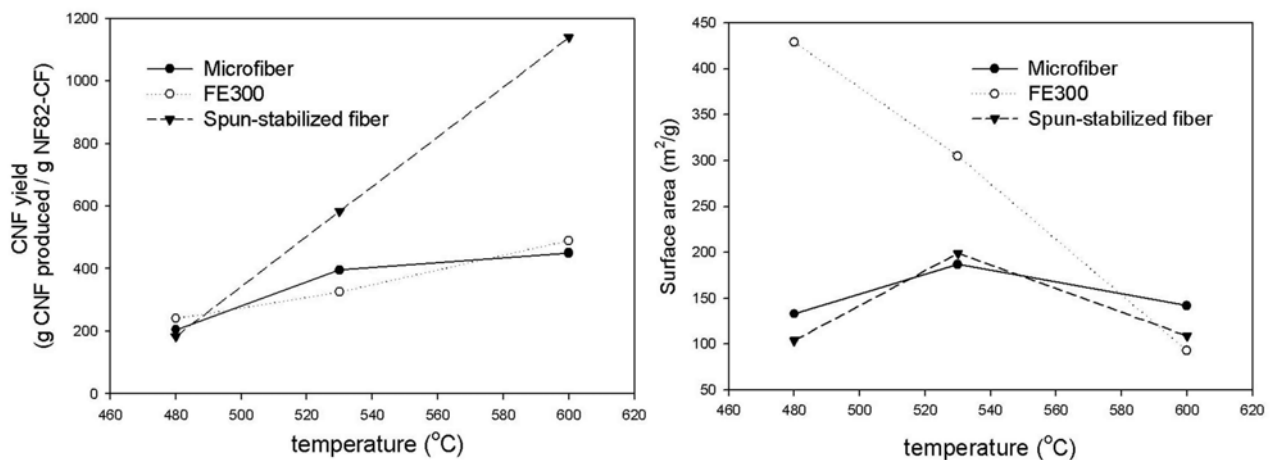 CNF yield
(g CNF produced / g NF82-CF)
1200
1000
800
600
400
200
0
Microfiber
FE300
Spun-stabilized fiber
460 480 500 520 540 560 580 600 620
temperature (°C)
Surface area (m²/g)
450
400
350
300
250
200
150
100
50
Microfiber
FE300
Spun-stabilized fiber
460 480 500 520 540 560 580 600 620
temperature (°C)